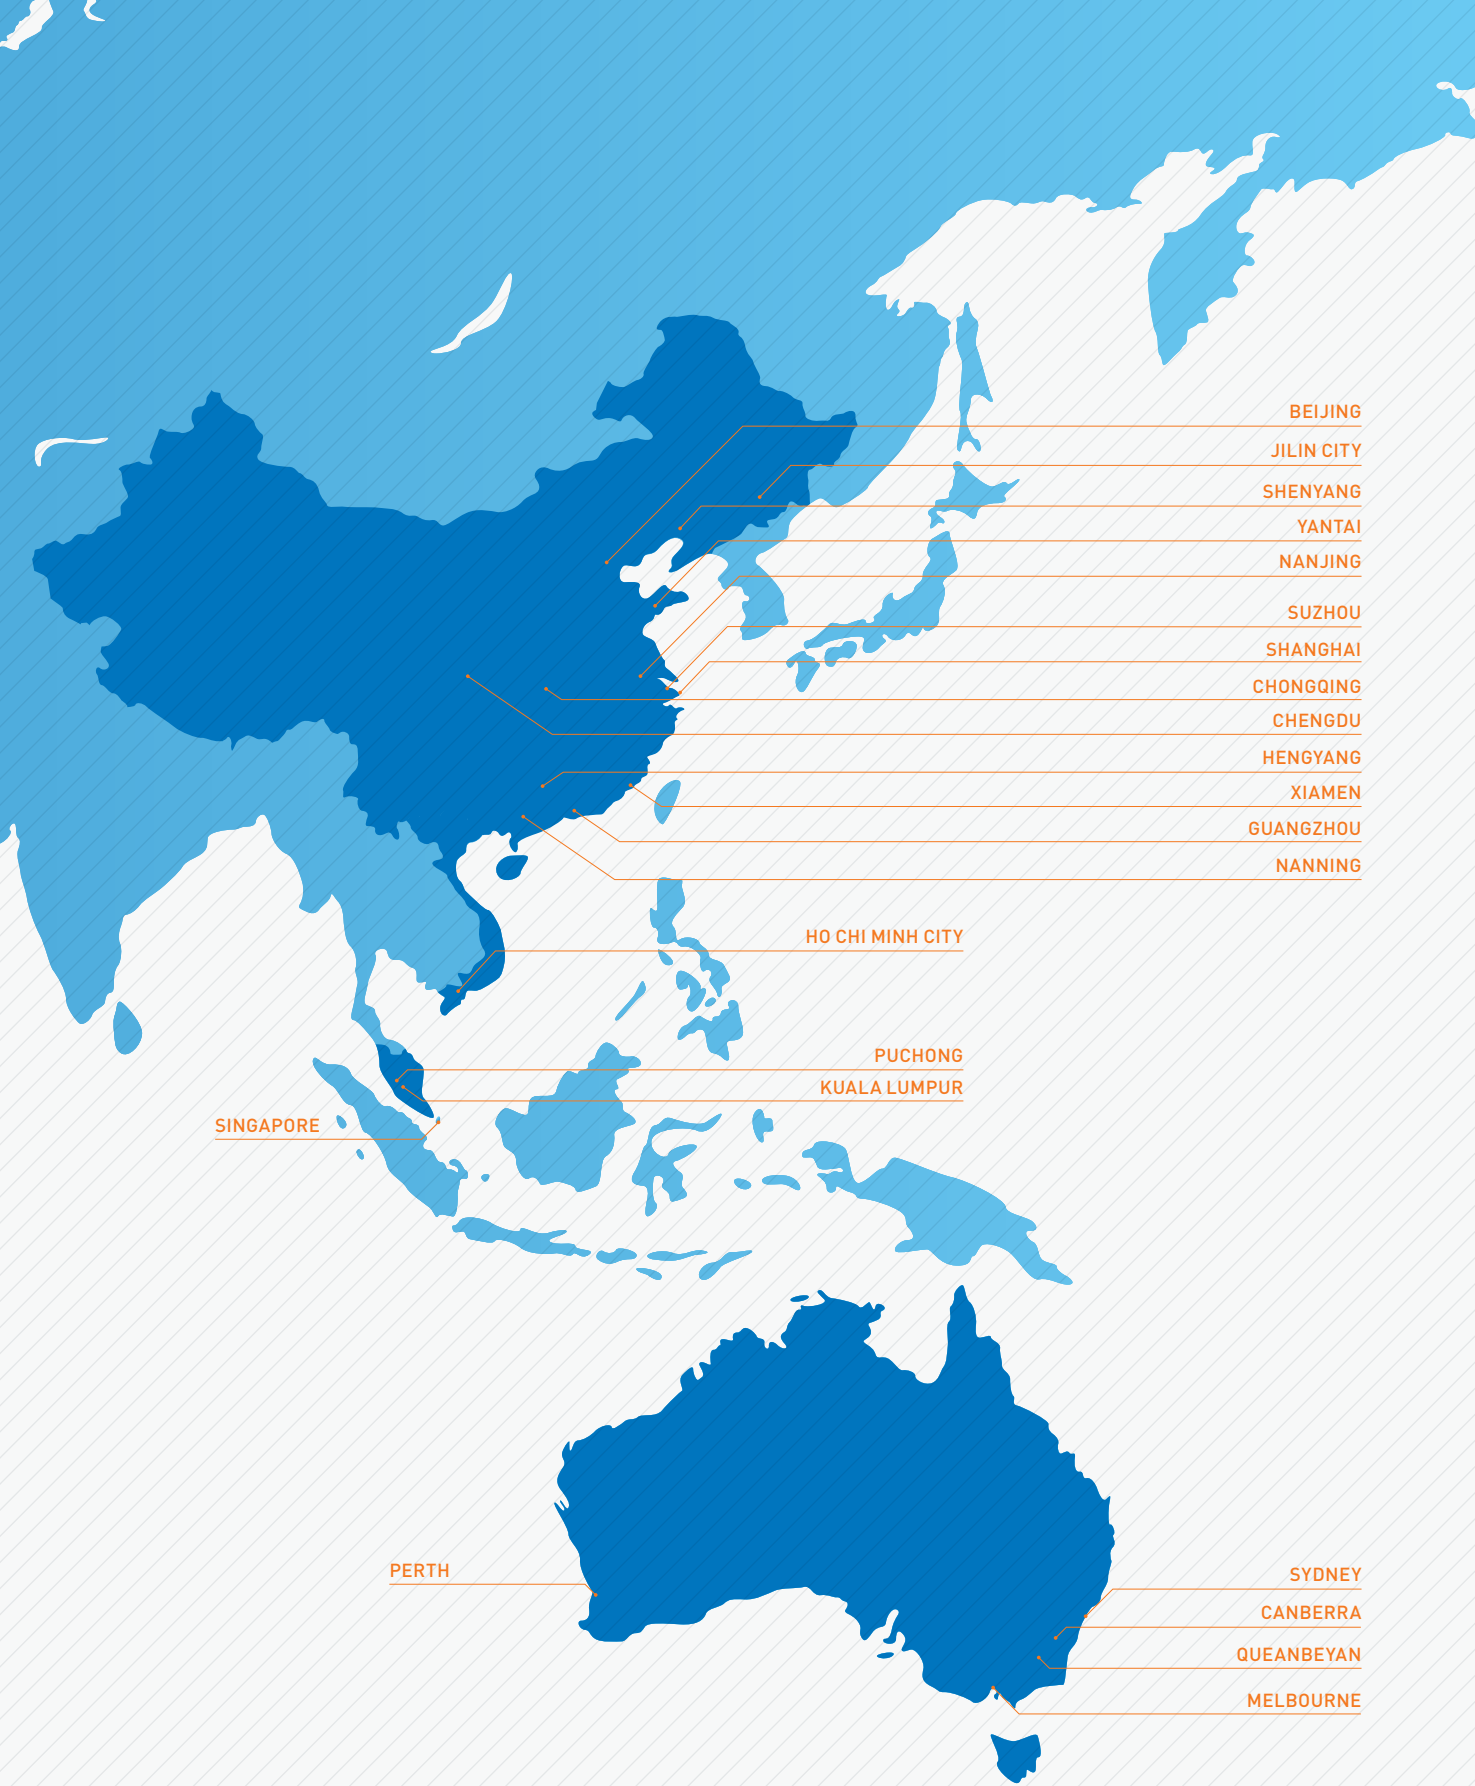 BEIJING
JILIN CITY
SHENYANG
YANTAI
NANJING
SUZHOU
SHANGHAI
CHONGQING
CHENGDU
HENGYANG
XIAMEN
GUANGZHOU
NANNING
HO CHI MINH CITY
PUCHONG
KUALA LUMPUR
SINGAPORE
PERTH
SYDNEY
CANBERRA
QUEANBEYAN
MELBOURNE